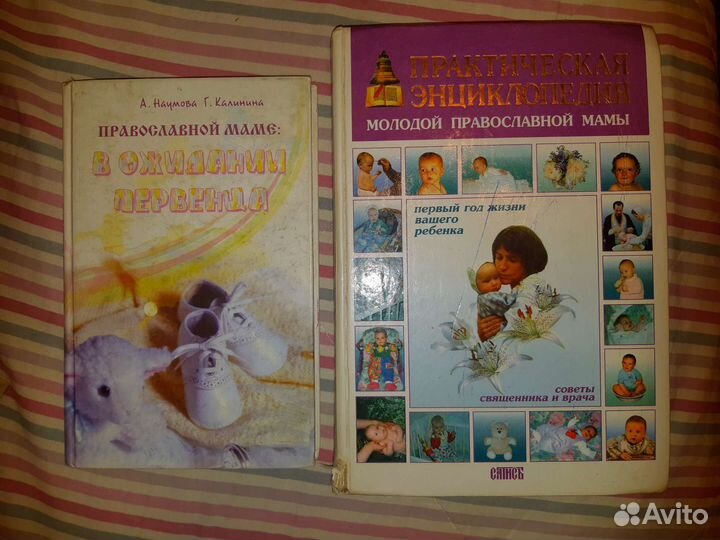 А. Наумова Г. Калинина
ПРАВОСЛАВНОЙ МАМЕ:
В ОЖИДАНИИ
ПЕРВЕНЦА
ПРАКТИЧЕСКАЯ
ЭНЦИКЛОПЕДИЯ
МОЛОДОЙ ПРАВОСЛАВНОЙ МАМЫ
первый год жизни
вашего
ребенка
советы
священника и врача
САТИСЪ
Avito